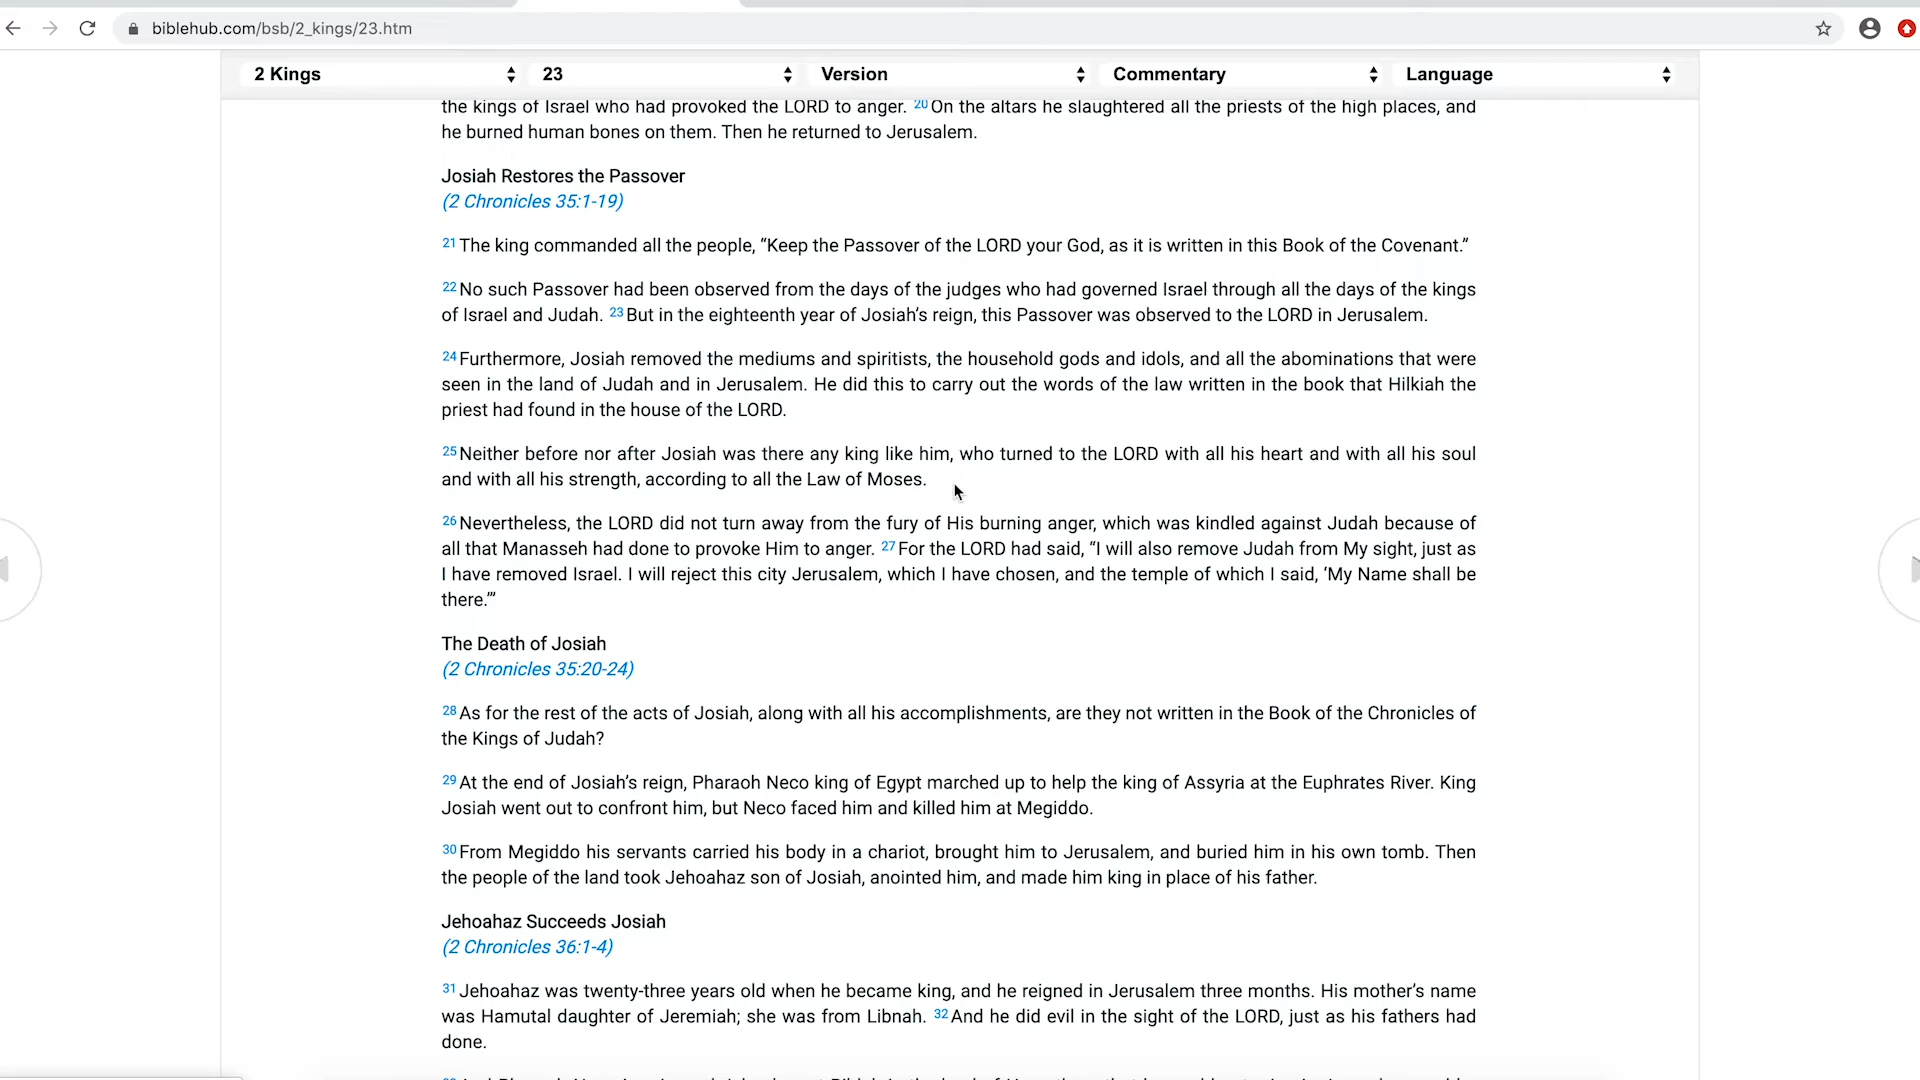 biblehub.com/bsb/2_kings/23.htm
2 Kings 23 Version Commentary Language
the kings of Israel who had provoked the LORD to anger. 20 On the altars he slaughtered all the priests of the high places, and
he burned human bones on them. Then he returned to Jerusalem.
Josiah Restores the Passover
(2 Chronicles 35:1-19)
21 The king commanded all the people, “Keep the Passover of the LORD your God, as it is written in this Book of the Covenant.”
22 No such Passover had been observed from the days of the judges who had governed Israel through all the days of the kings
of Israel and Judah. 23 But in the eighteenth year of Josiah’s reign, this Passover was observed to the LORD in Jerusalem.
24 Furthermore, Josiah removed the mediums and spiritists, the household gods and idols, and all the abominations that were
seen in the land of Judah and in Jerusalem. He did this to carry out the words of the law written in the book that Hilkiah the
priest had found in the house of the LORD.
25 Neither before nor after Josiah was there any king like him, who turned to the LORD with all his heart and with all his soul
and with all his strength, according to all the Law of Moses.
26 Nevertheless, the LORD did not turn away from the fury of His burning anger, which was kindled against Judah because of
all that Manasseh had done to provoke Him to anger. 27 For the LORD had said, “I will also remove Judah from My sight, just as
I have removed Israel. I will reject this city Jerusalem, which I have chosen, and the temple of which I said, ‘My Name shall be
there.’”
The Death of Josiah
(2 Chronicles 35:20-24)
28 As for the rest of the acts of Josiah, along with all his accomplishments, are they not written in the Book of the Chronicles of
the Kings of Judah?
29 At the end of Josiah’s reign, Pharaoh Neco king of Egypt marched up to help the king of Assyria at the Euphrates River. King
Josiah went out to confront him, but Neco faced him and killed him at Megiddo.
30 From Megiddo his servants carried his body in a chariot, brought him to Jerusalem, and buried him in his own tomb. Then
the people of the land took Jehoahaz son of Josiah, anointed him, and made him king in place of his father.
Jehoahaz Succeeds Josiah
(2 Chronicles 36:1-4)
31 Jehoahaz was twenty-three years old when he became king, and he reigned in Jerusalem three months. His mother’s name
was Hamutal daughter of Jeremiah; she was from Libnah. 32 And he did evil in the sight of the LORD, just as his fathers had
done.